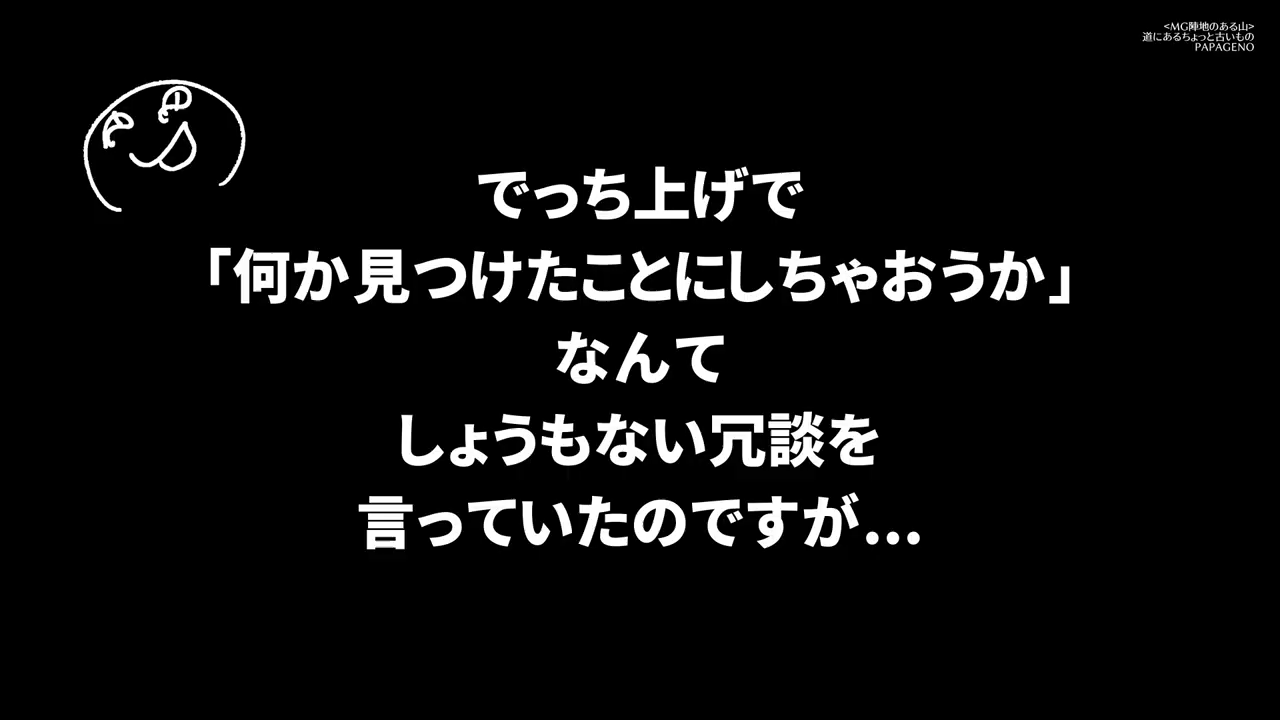 <MG陣地のある山>
道にあるちょっと古いもの
PAPAGENO
でっち上げで
「何か見つけたことにしちゃおうか」
なんて
しょうもない冗談を
言っていたのですが...